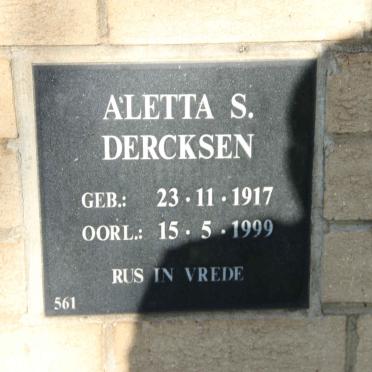 ALETTA S.
DERCKSEN
GEB.: 23 · 11 · 1917
OORL.: 15 · 5 · 1999
RUS IN VREDE
561